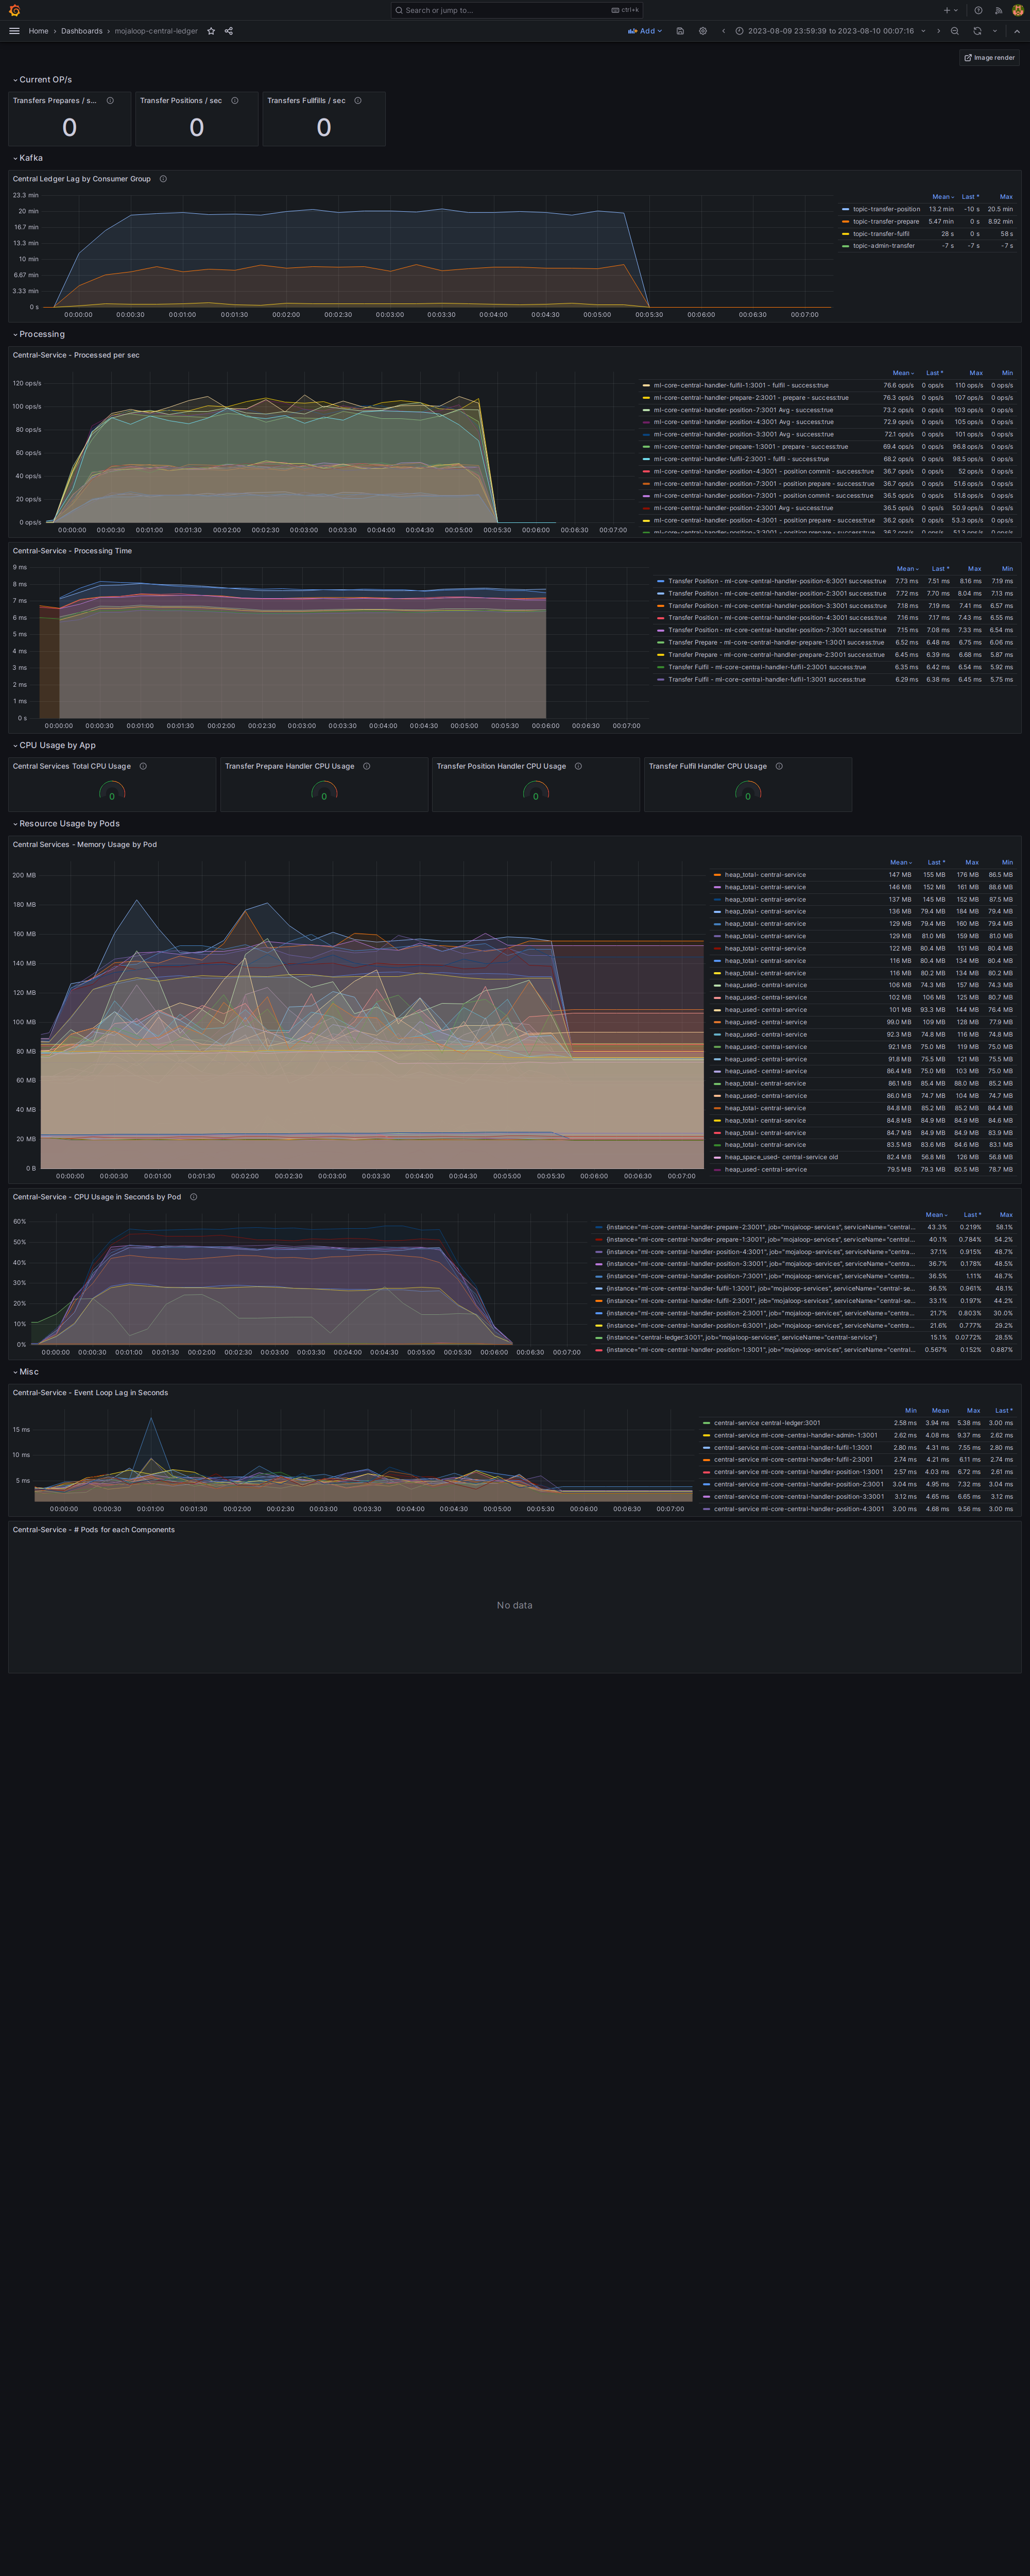 Search or jump to...
ctrl+k
Home > Dashboards > mojaloop-central-ledger
Add
2023-08-09 23:59:39 to 2023-08-10 00:07:16
Image render
Current OP/s
Transfers Prepares / s...
Transfer Positions / sec
Transfers Fullfills / sec
0
0
0
Kafka
Central Ledger Lag by Consumer Group
23.3 min
20 min
16.7 min
13.3 min
10 min
6.67 min
3.33 min
0 s
00:00:00 00:00:30 00:01:00 00:01:30 00:02:00 00:02:30 00:03:00 00:03:30 00:04:00 00:04:30 00:05:00 00:05:30 00:06:00 00:06:30 00:07:00
Mean Last * Max
topic-transfer-position 13.2 min -10 s 20.5 min
topic-transfer-prepare 5.47 min 0 s 8.92 min
topic-transfer-fulfil 28 s 0 s 58 s
topic-admin-transfer -7 s -7 s -7 s
Processing
Central-Service - Processed per sec
120 ops/s
100 ops/s
80 ops/s
60 ops/s
40 ops/s
20 ops/s
0 ops/s
00:00:00 00:00:30 00:01:00 00:01:30 00:02:00 00:02:30 00:03:00 00:03:30 00:04:00 00:04:30 00:05:00 00:05:30 00:06:00 00:06:30 00:07:00
Mean Last * Max Min
ml-core-central-handler-fulfil-1:3001 - fulfil - success:true 76.6 ops/s 0 ops/s 110 ops/s 0 ops/s
ml-core-central-handler-prepare-2:3001 - prepare - success:true 76.3 ops/s 0 ops/s 107 ops/s 0 ops/s
ml-core-central-handler-position-7:3001 Avg - success:true 73.2 ops/s 0 ops/s 103 ops/s 0 ops/s
ml-core-central-handler-position-4:3001 Avg - success:true 72.9 ops/s 0 ops/s 105 ops/s 0 ops/s
ml-core-central-handler-position-3:3001 Avg - success:true 72.1 ops/s 0 ops/s 101 ops/s 0 ops/s
ml-core-central-handler-prepare-1:3001 - prepare - success:true 69.4 ops/s 0 ops/s 96.8 ops/s 0 ops/s
ml-core-central-handler-fulfil-2:3001 - fulfil - success:true 68.2 ops/s 0 ops/s 98.5 ops/s 0 ops/s
ml-core-central-handler-position-4:3001 - position commit - success:true 36.7 ops/s 0 ops/s 52 ops/s 0 ops/s
ml-core-central-handler-position-7:3001 - position prepare - success:true 36.7 ops/s 0 ops/s 51.6 ops/s 0 ops/s
ml-core-central-handler-position-7:3001 - position commit - success:true 36.5 ops/s 0 ops/s 51.8 ops/s 0 ops/s
ml-core-central-handler-position-2:3001 Avg - success:true 36.5 ops/s 0 ops/s 50.9 ops/s 0 ops/s
ml-core-central-handler-position-4:3001 - position prepare - success:true 36.2 ops/s 0 ops/s 53.3 ops/s 0 ops/s
ml-core-central-handler-position-3:3001 - position prepare - success:true 36.2 ops/s 0 ops/s 51.3 ops/s 0 ops/s
Central-Service - Processing Time
9 ms
8 ms
7 ms
6 ms
5 ms
4 ms
3 ms
2 ms
1 ms
0 s
00:00:00 00:00:30 00:01:00 00:01:30 00:02:00 00:02:30 00:03:00 00:03:30 00:04:00 00:04:30 00:05:00 00:05:30 00:06:00 00:06:30 00:07:00
Mean Last * Max Min
Transfer Position - ml-core-central-handler-position-6:3001 success:true 7.73 ms 7.51 ms 8.16 ms 7.19 ms
Transfer Position - ml-core-central-handler-position-2:3001 success:true 7.72 ms 7.70 ms 8.04 ms 7.13 ms
Transfer Position - ml-core-central-handler-position-3:3001 success:true 7.18 ms 7.19 ms 7.41 ms 6.57 ms
Transfer Position - ml-core-central-handler-position-4:3001 success:true 7.16 ms 7.17 ms 7.43 ms 6.55 ms
Transfer Position - ml-core-central-handler-position-7:3001 success:true 7.15 ms 7.08 ms 7.33 ms 6.54 ms
Transfer Prepare - ml-core-central-handler-prepare-1:3001 success:true 6.52 ms 6.48 ms 6.75 ms 6.06 ms
Transfer Prepare - ml-core-central-handler-prepare-2:3001 success:true 6.45 ms 6.39 ms 6.68 ms 5.87 ms
Transfer Fulfil - ml-core-central-handler-fulfil-2:3001 success:true 6.35 ms 6.42 ms 6.54 ms 5.92 ms
Transfer Fulfil - ml-core-central-handler-fulfil-1:3001 success:true 6.29 ms 6.38 ms 6.45 ms 5.75 ms
CPU Usage by App
Central Services Total CPU Usage
Transfer Prepare Handler CPU Usage
Transfer Position Handler CPU Usage
Transfer Fulfil Handler CPU Usage
0
0
0
0
Resource Usage by Pods
Central Services - Memory Usage by Pod
200 MB
180 MB
160 MB
140 MB
120 MB
100 MB
80 MB
60 MB
40 MB
20 MB
0 B
00:00:00 00:00:30 00:01:00 00:01:30 00:02:00 00:02:30 00:03:00 00:03:30 00:04:00 00:04:30 00:05:00 00:05:30 00:06:00 00:06:30 00:07:00
Mean Last * Max Min
heap_total- central-service 147 MB 155 MB 176 MB 86.5 MB
heap_total- central-service 146 MB 152 MB 161 MB 88.6 MB
heap_total- central-service 137 MB 145 MB 152 MB 87.5 MB
heap_total- central-service 136 MB 79.4 MB 184 MB 79.4 MB
heap_total- central-service 129 MB 79.4 MB 160 MB 79.4 MB
heap_total- central-service 129 MB 81.0 MB 159 MB 81.0 MB
heap_total- central-service 122 MB 80.4 MB 151 MB 80.4 MB
heap_total- central-service 116 MB 80.4 MB 134 MB 80.4 MB
heap_total- central-service 116 MB 80.2 MB 134 MB 80.2 MB
heap_used- central-service 106 MB 74.3 MB 157 MB 74.3 MB
heap_used- central-service 102 MB 106 MB 125 MB 80.7 MB
heap_used- central-service 101 MB 93.3 MB 144 MB 76.4 MB
heap_used- central-service 99.0 MB 109 MB 128 MB 77.9 MB
heap_used- central-service 92.3 MB 74.8 MB 116 MB 74.8 MB
heap_used- central-service 92.1 MB 75.0 MB 119 MB 75.0 MB
heap_used- central-service 91.8 MB 75.5 MB 121 MB 75.5 MB
heap_used- central-service 86.4 MB 75.0 MB 103 MB 75.0 MB
heap_total- central-service 86.1 MB 85.4 MB 88.0 MB 85.2 MB
heap_used- central-service 86.0 MB 74.7 MB 104 MB 74.7 MB
heap_total- central-service 84.8 MB 85.2 MB 85.2 MB 84.4 MB
heap_total- central-service 84.8 MB 84.9 MB 84.9 MB 84.6 MB
heap_total- central-service 84.7 MB 84.9 MB 84.9 MB 83.9 MB
heap_total- central-service 83.5 MB 83.6 MB 84.6 MB 83.1 MB
heap_space_used- central-service old 82.4 MB 56.8 MB 126 MB 56.8 MB
heap_used- central-service 79.5 MB 79.3 MB 80.5 MB 78.7 MB
Central-Service - CPU Usage in Seconds by Pod
60%
50%
40%
30%
20%
10%
0%
00:00:00 00:00:30 00:01:00 00:01:30 00:02:00 00:02:30 00:03:00 00:03:30 00:04:00 00:04:30 00:05:00 00:05:30 00:06:00 00:06:30 00:07:00
Mean Last * Max
{instance="ml-core-central-handler-prepare-2:3001", job="mojaloop-services", serviceName="central... 43.3% 0.219% 58.1%
{instance="ml-core-central-handler-prepare-1:3001", job="mojaloop-services", serviceName="central... 40.1% 0.784% 54.2%
{instance="ml-core-central-handler-position-4:3001", job="mojaloop-services", serviceName="centra... 37.1% 0.915% 48.7%
{instance="ml-core-central-handler-position-3:3001", job="mojaloop-services", serviceName="centra... 36.7% 0.178% 48.5%
{instance="ml-core-central-handler-position-7:3001", job="mojaloop-services", serviceName="centra... 36.5% 1.11% 48.7%
{instance="ml-core-central-handler-fulfil-1:3001", job="mojaloop-services", serviceName="central-se... 36.5% 0.961% 48.1%
{instance="ml-core-central-handler-fulfil-2:3001", job="mojaloop-services", serviceName="central-se... 33.1% 0.197% 44.2%
{instance="ml-core-central-handler-position-2:3001", job="mojaloop-services", serviceName="centra... 21.7% 0.803% 30.0%
{instance="ml-core-central-handler-position-6:3001", job="mojaloop-services", serviceName="centra... 21.6% 0.777% 29.2%
{instance="central-ledger:3001", job="mojaloop-services", serviceName="central-service"} 15.1% 0.0772% 28.5%
{instance="ml-core-central-handler-position-1:3001", job="mojaloop-services", serviceName="central... 0.567% 0.152% 0.887%
Misc
Central-Service - Event Loop Lag in Seconds
15 ms
10 ms
5 ms
00:00:00 00:00:30 00:01:00 00:01:30 00:02:00 00:02:30 00:03:00 00:03:30 00:04:00 00:04:30 00:05:00 00:05:30 00:06:00 00:06:30 00:07:00
Min Mean Max Last *
central-service central-ledger:3001 2.58 ms 3.94 ms 5.38 ms 3.00 ms
central-service ml-core-central-handler-admin-1:3001 2.62 ms 4.08 ms 9.37 ms 2.62 ms
central-service ml-core-central-handler-fulfil-1:3001 2.80 ms 4.31 ms 7.55 ms 2.80 ms
central-service ml-core-central-handler-fulfil-2:3001 2.74 ms 4.21 ms 6.11 ms 2.74 ms
central-service ml-core-central-handler-position-1:3001 2.57 ms 4.03 ms 6.72 ms 2.61 ms
central-service ml-core-central-handler-position-2:3001 3.04 ms 4.95 ms 7.32 ms 3.04 ms
central-service ml-core-central-handler-position-3:3001 3.12 ms 4.65 ms 6.65 ms 3.12 ms
central-service ml-core-central-handler-position-4:3001 3.00 ms 4.68 ms 9.56 ms 3.00 ms
Central-Service - # Pods for each Components
No data